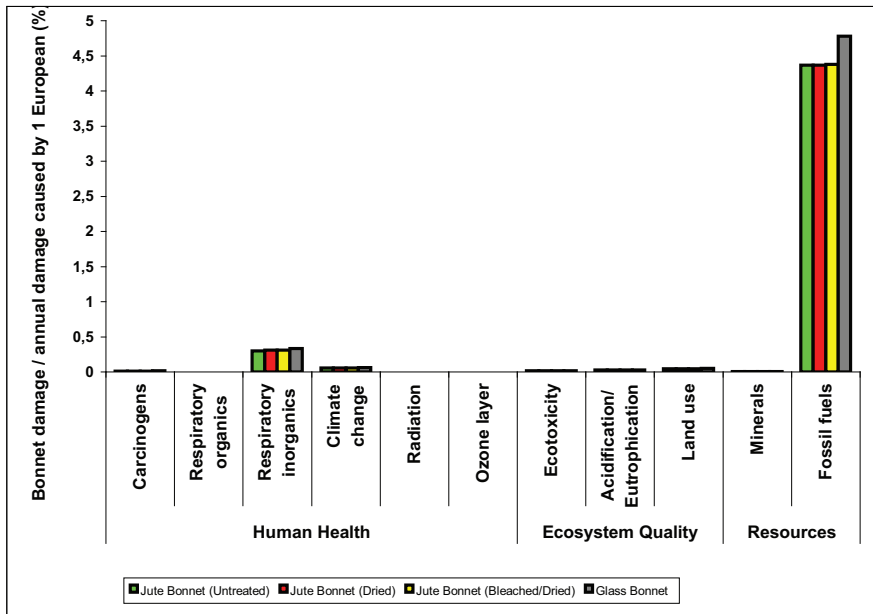 Bonnet damage / annual damage caused by 1 European (%)
5
4,5
4
3,5
3
2,5
2
1,5
1
0,5
0
Carcinogens
Respiratory
organics
Respiratory
inorganics
Climate
change
Radiation
Ozone layer
Ecotoxicity
Acidification/
Eutrophication
Land use
Minerals
Fossil fuels
Human Health
Ecosystem Quality
Resources
Jute Bonnet (Untreated) Jute Bonnet (Dried) Jute Bonnet (Bleached/Dried) Glass Bonnet